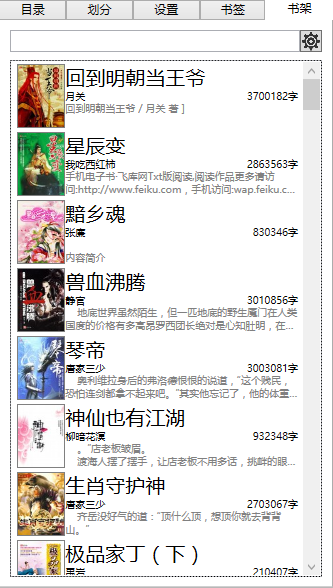 目录
划分
设置
书签
书架
回到明朝当王爷
月关
3700182字
回到明朝当王爷 / 月关 著 ]
星辰变
我吃西红柿
2863563字
手机电子书·飞库网Txt版阅读,阅读作品更多请访
问:http://www.feiku.com，手机访问:wap.feiku.c...
黯乡魂
张廉
830346字
内容简介
兽血沸腾
静官
3010856字
地底世界虽然陌生，但一匹地底的野生魇门在人类
国度的价格有多高昂罗西团长绝对是心知肚明，在...
琴帝
唐家三少
3003081字
奥利维拉身后的弗洛德恨恨的说道，“这个贱民，
恐怕连剑都拿不起来吧。”其实他忘记了，他的体重...
神仙也有江湖
柳暗花溟
932348字
。”店老板皱眉。
渡海人摆了摆手，让店老板不用多话，挑衅的眼...
生肖守护神
唐家三少
2703067字
齐岳没好气的道：“顶什么顶，想顶你就去背背
山。”
极品家丁（下）
禹岩
210407字